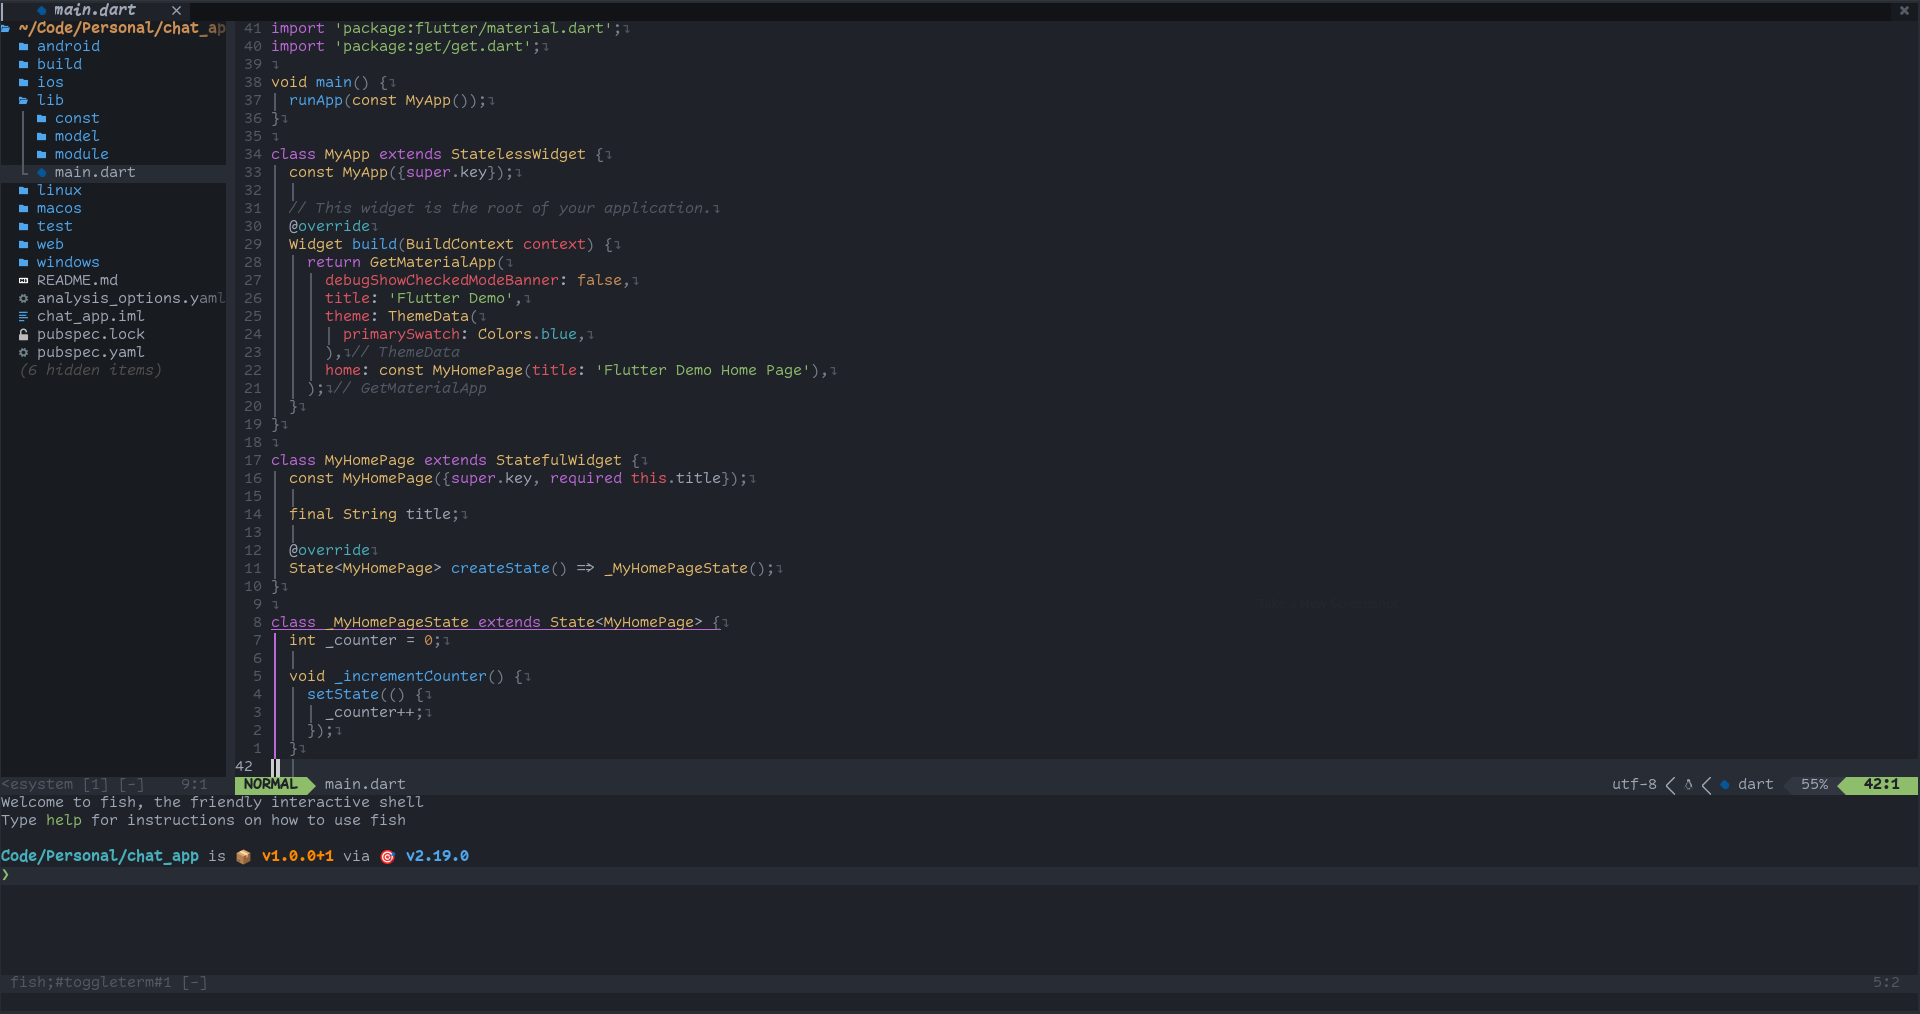 main.dart ×
~/Code/Personal/chat_ap
android
build
ios
lib
const
model
module
main.dart
linux
macos
test
web
windows
README.md
analysis_options.yaml
chat_app.iml
pubspec.lock
pubspec.yaml
(6 hidden items)
<esystem [1] [-] 9:1
41 import 'package:flutter/material.dart';
40 import 'package:get/get.dart';
39
38 void main() {
37 runApp(const MyApp());
36 }
35
34 class MyApp extends StatelessWidget {
33 const MyApp({super.key});
32
31 // This widget is the root of your application.
30 @override
29 Widget build(BuildContext context) {
28 return GetMaterialApp(
27 debugShowCheckedModeBanner: false,
26 title: 'Flutter Demo',
25 theme: ThemeData(
24 primarySwatch: Colors.blue,
23 ),// ThemeData
22 home: const MyHomePage(title: 'Flutter Demo Home Page'),
21 );// GetMaterialApp
20 }
19 }
18
17 class MyHomePage extends StatefulWidget {
16 const MyHomePage({super.key, required this.title});
15
14 final String title;
13
12 @override
11 State<MyHomePage> createState() => _MyHomePageState();
10 }
9
8 class _MyHomePageState extends State<MyHomePage> {
7 int _counter = 0;
6
5 void _incrementCounter() {
4 setState(() {
3 _counter++;
2 });
1 }
42
NORMAL main.dart utf-8 dart 55% 42:1
Welcome to fish, the friendly interactive shell
Type help for instructions on how to use fish
Code/Personal/chat_app is 📦 v1.0.0+1 via 🎯 v2.19.0
❯
fish;#toggleterm#1 [-] 5:2